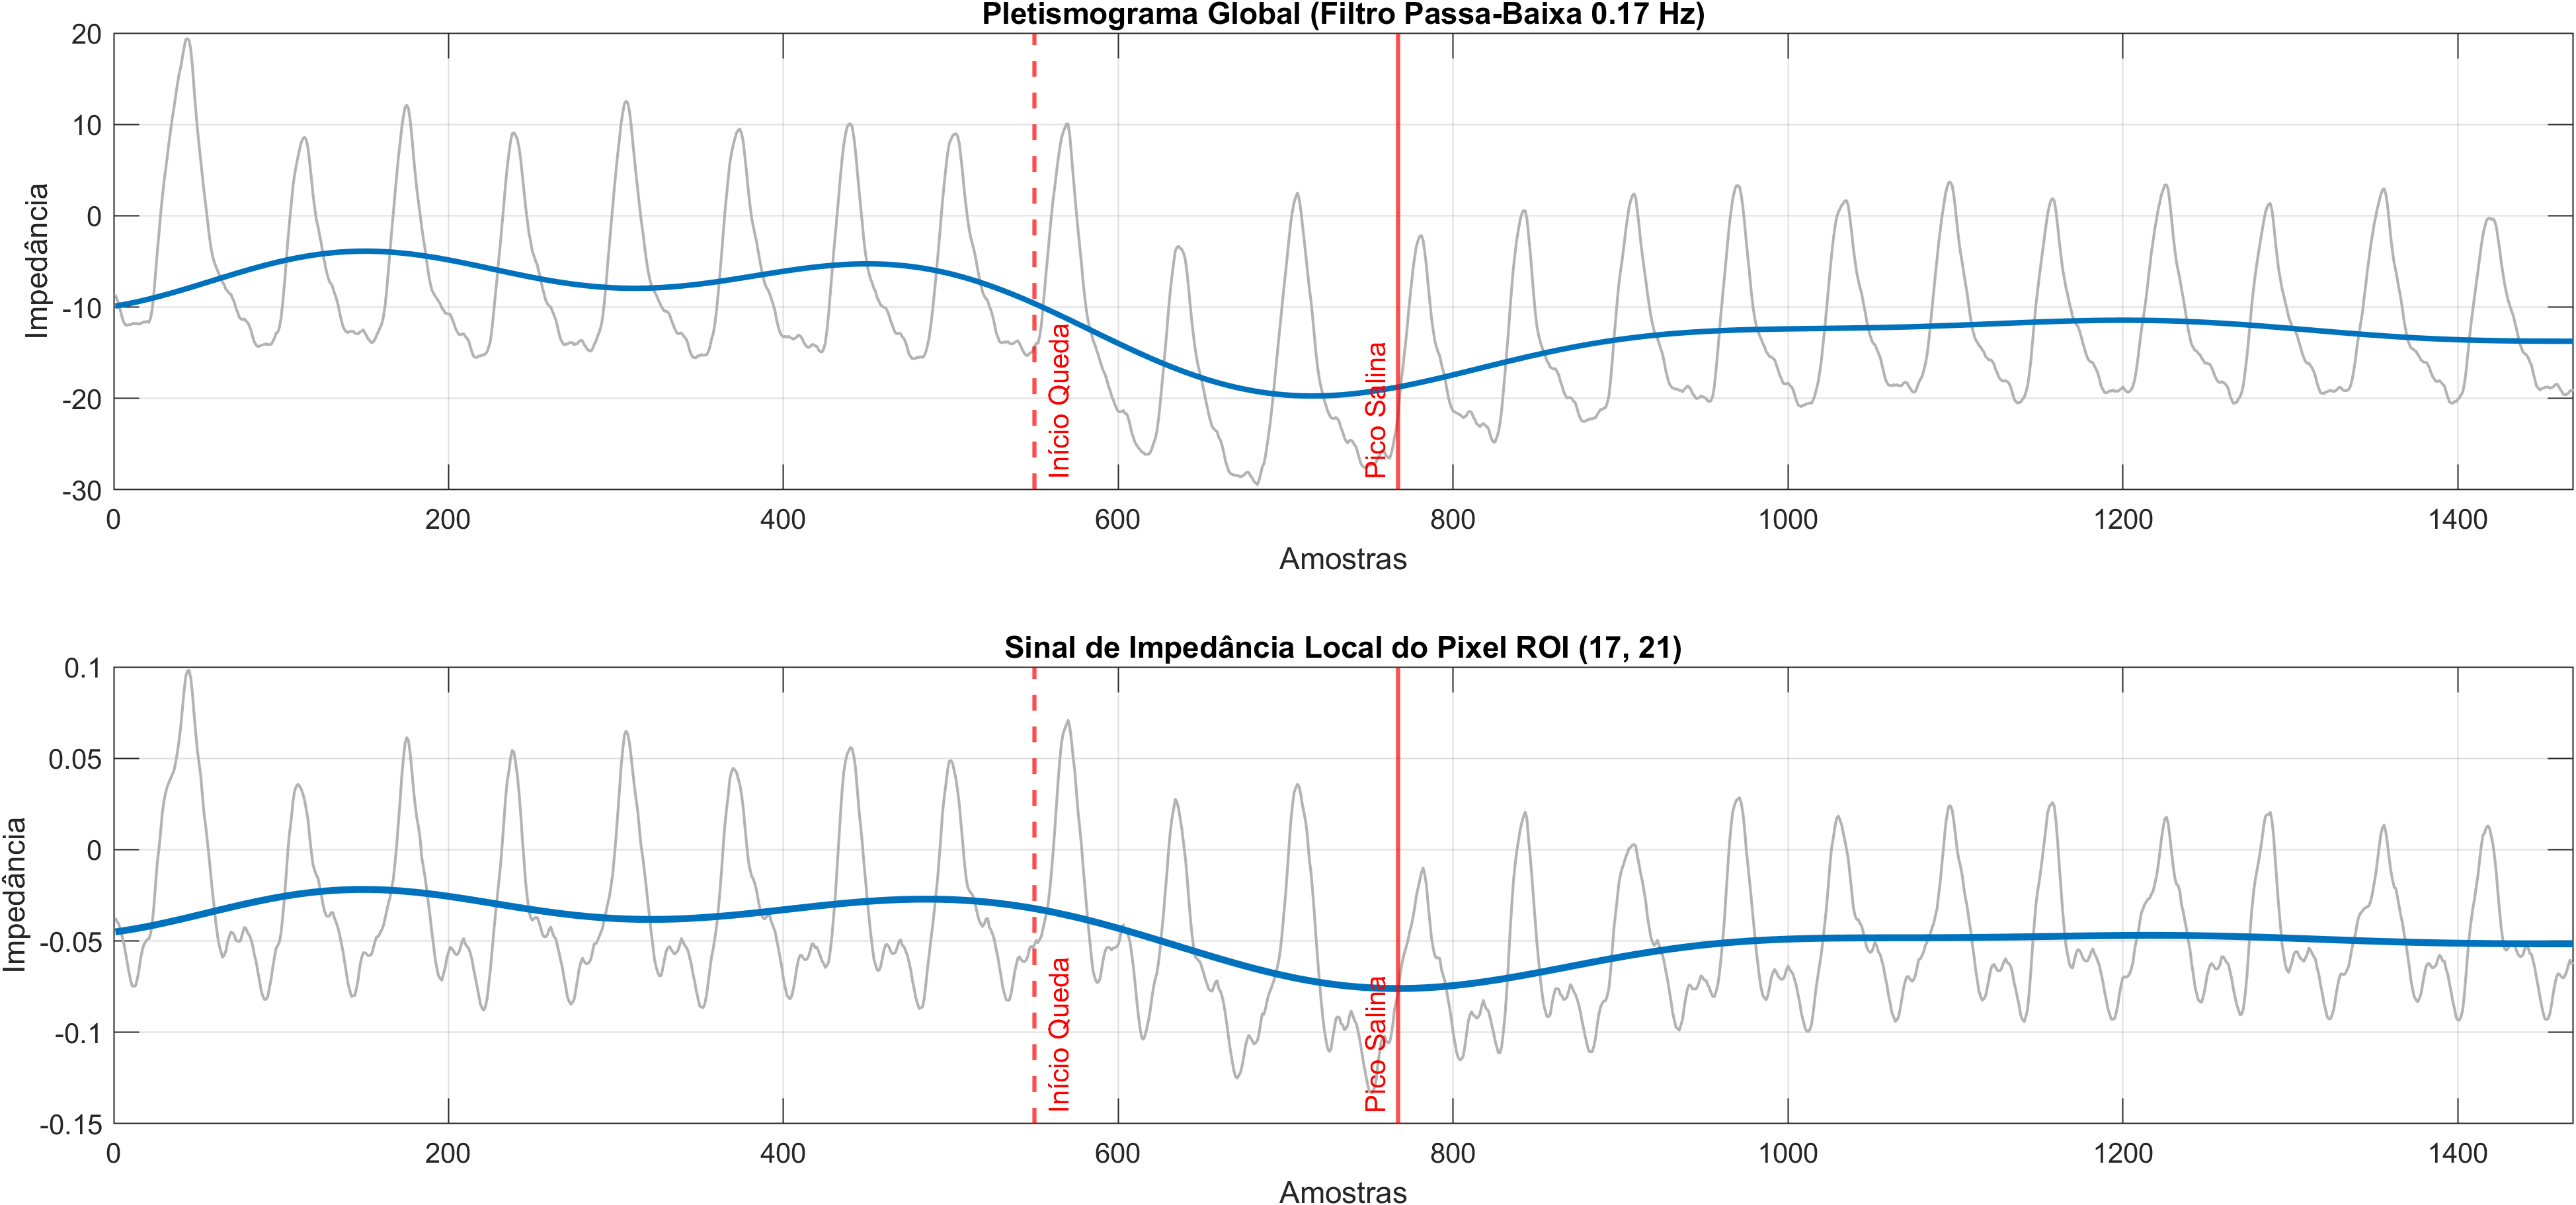 Pletismograma Global (Filtro Passa-Baixa 0.17 Hz)
20
10
0
-10
-20
-30
Impedância
Início Queda
Pico Salina
0 200 400 600 800 1000 1200 1400
Amostras
Sinal de Impedância Local do Pixel ROI (17, 21)
0.1
0.05
0
-0.05
-0.1
-0.15
Impedância
Início Queda
Pico Salina
0 200 400 600 800 1000 1200 1400
Amostras